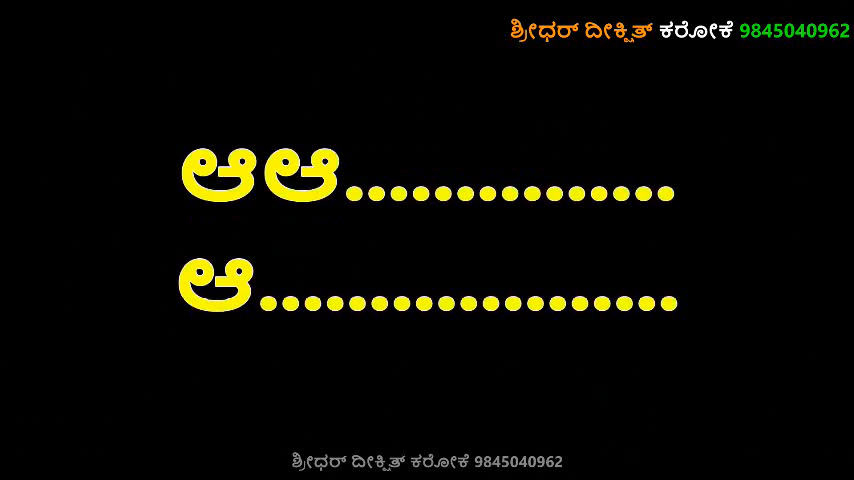 ಶ್ರೀಧರ್ ದೀಕ್ಷಿತ್ ಕರೋಕೆ 9845040962
ಆಆ...............
ಆ...................
ಶ್ರೀಧರ್ ದೀಕ್ಷಿತ್ ಕರೋಕೆ 9845040962